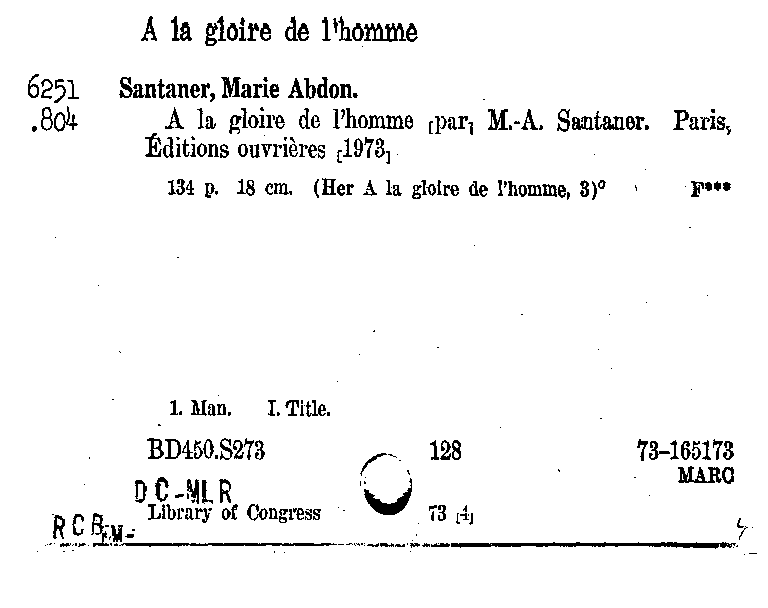 A la gloire de l'homme
6251 Santaner, Marie Abdon.
.804 A la gloire de l'homme [par] M.-A. Santaner. Paris,
Éditions ouvrières [1973]
134 p. 18 cm. (Her A la gloire de l'homme, 3)° F***
1. Man. I. Title.
BD450.S273 128 73-165173
MARC
DC-MLR
Library of Congress 73 [4]
RCB